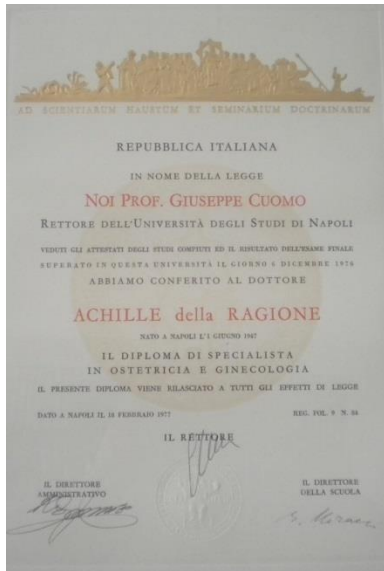 AD SCIENTIARUM HAUSTUM ET SEMINARIUM DOCTRINARUM
REPUBBLICA ITALIANA
IN NOME DELLA LEGGE
NOI PROF. GIUSEPPE CUOMO
RETTORE DELL'UNIVERSITÀ DEGLI STUDI DI NAPOLI
VEDUTI GLI ATTESTATI DEGLI STUDI COMPIUTI ED IL RISULTATO DELL'ESAME FINALE
SUPERATO IN QUESTA UNIVERSITÀ IL GIORNO 6 DICEMBRE 1976
ABBIAMO CONFERITO AL DOTTORE
ACHILLE della RAGIONE
NATO A NAPOLI L'1 GIUGNO 1947
IL DIPLOMA DI SPECIALISTA
IN OSTETRICIA E GINECOLOGIA
IL PRESENTE DIPLOMA VIENE RILASCIATO A TUTTI GLI EFFETTI DI LEGGE
DATO A NAPOLI IL 18 FEBBRAIO 1977 REG. POL. 9 N.
IL RETTORE
IL DIRETTORE
AMMINISTRATIVO
IL DIRETTORE
DELLA SCUOLA